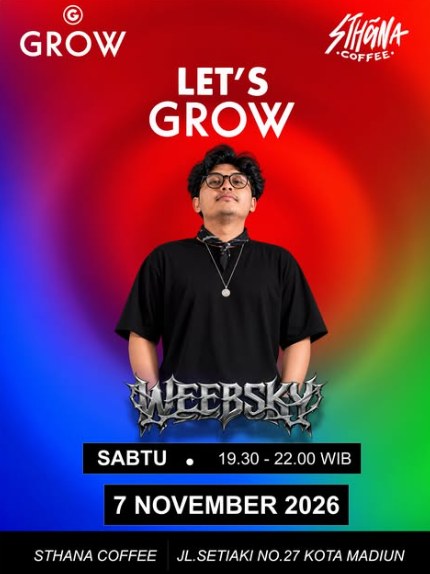 G
GROW
STHANA
·COFFEE·
LET'S
GROW
WEEBSKY
SABTU • 19.30 - 22.00 WIB
7 NOVEMBER 2026
STHANA COFFEE | JL.SETIAKI NO.27 KOTA MADIUN